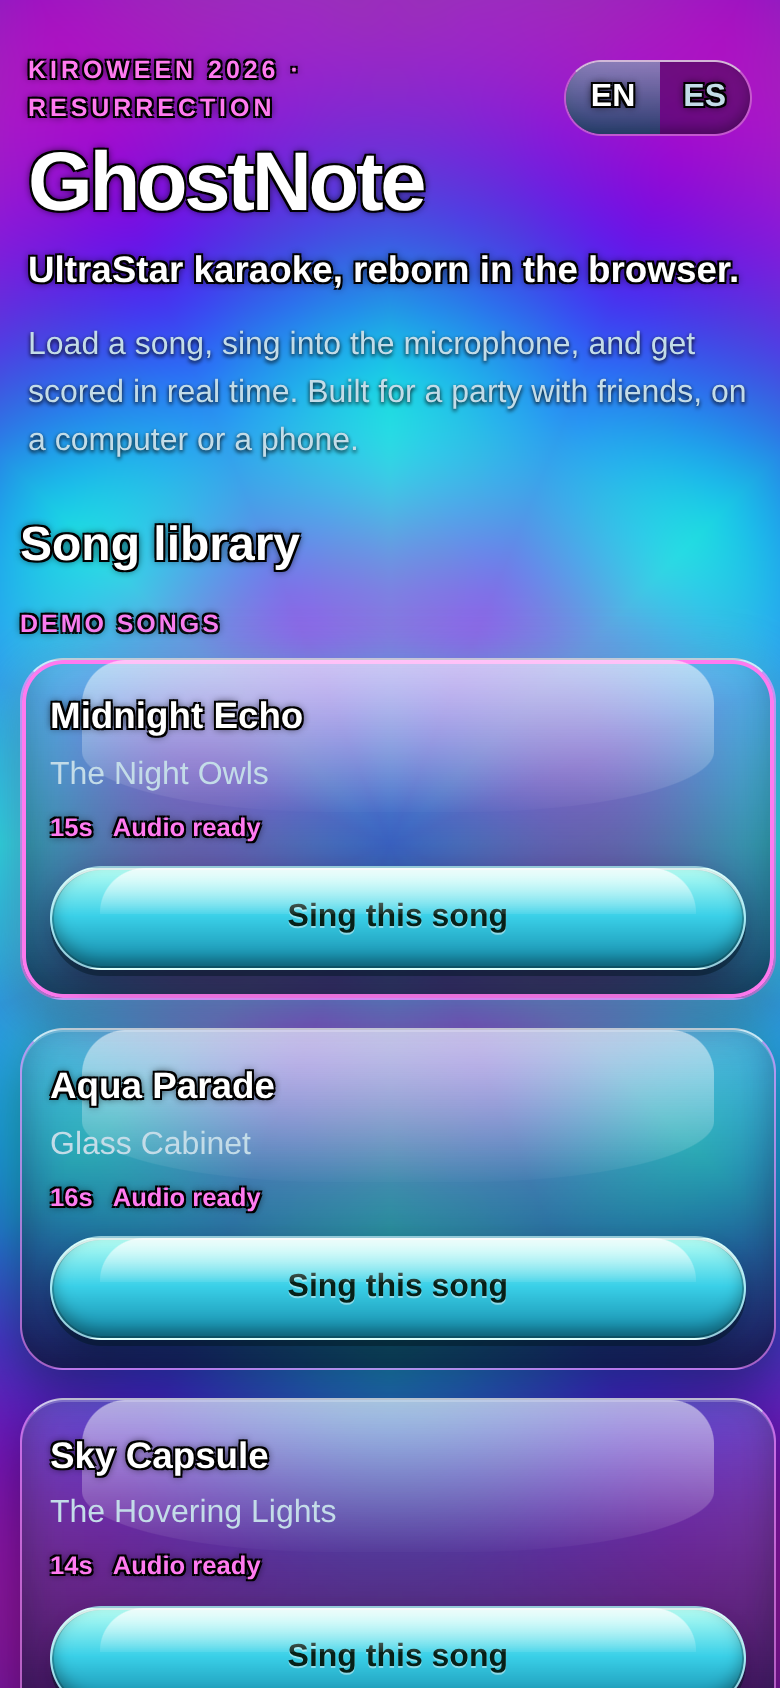 KIROWEEN 2026 ·
RESURRECTION
EN ES
GhostNote
UltraStar karaoke, reborn in the browser.
Load a song, sing into the microphone, and get
scored in real time. Built for a party with friends, on
a computer or a phone.
Song library
DEMO SONGS
Midnight Echo
The Night Owls
15s Audio ready
Sing this song
Aqua Parade
Glass Cabinet
16s Audio ready
Sing this song
Sky Capsule
The Hovering Lights
14s Audio ready
Sing this song